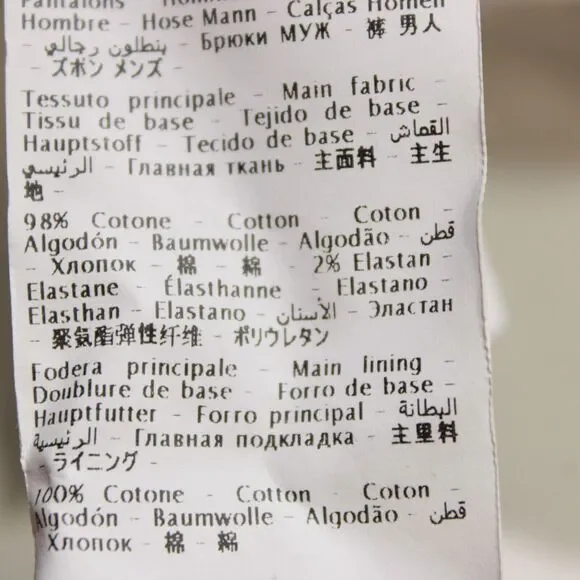 Pantalons - Hommes
Hombre - Hose Mann - Calças Homen
- بنطلون رجالي - Брюки МУЖ - 裤 男人
- ズボン メンズ -
Tessuto principale - Main fabric -
Tissu de base - Tejido de base -
Hauptstoff - Tecido de base - القماش
الرئيسي - Главная ткань - 主面料 - 主生
地 -
98% Cotone - Cotton - Coton -
Algodón - Baumwolle - Algodão - قطن
- Хлопок - 棉 - 綿 - 2% Elastan -
Elastane - Élasthanne - Elastano -
Elasthan - Elastano - الأستان - Эластан
- 聚氨酯弹性纤维 - ポリウレタン
Fodera principale - Main lining -
Doublure de base - Forro de base -
Hauptfutter - Forro principal - البطانة
الرئيسية - Главная подкладка - 主里料
- ライニング -
100% Cotone - Cotton - Coton -
Algodón - Baumwolle - Algodão - قطن
Хлопок - 棉 - 綿